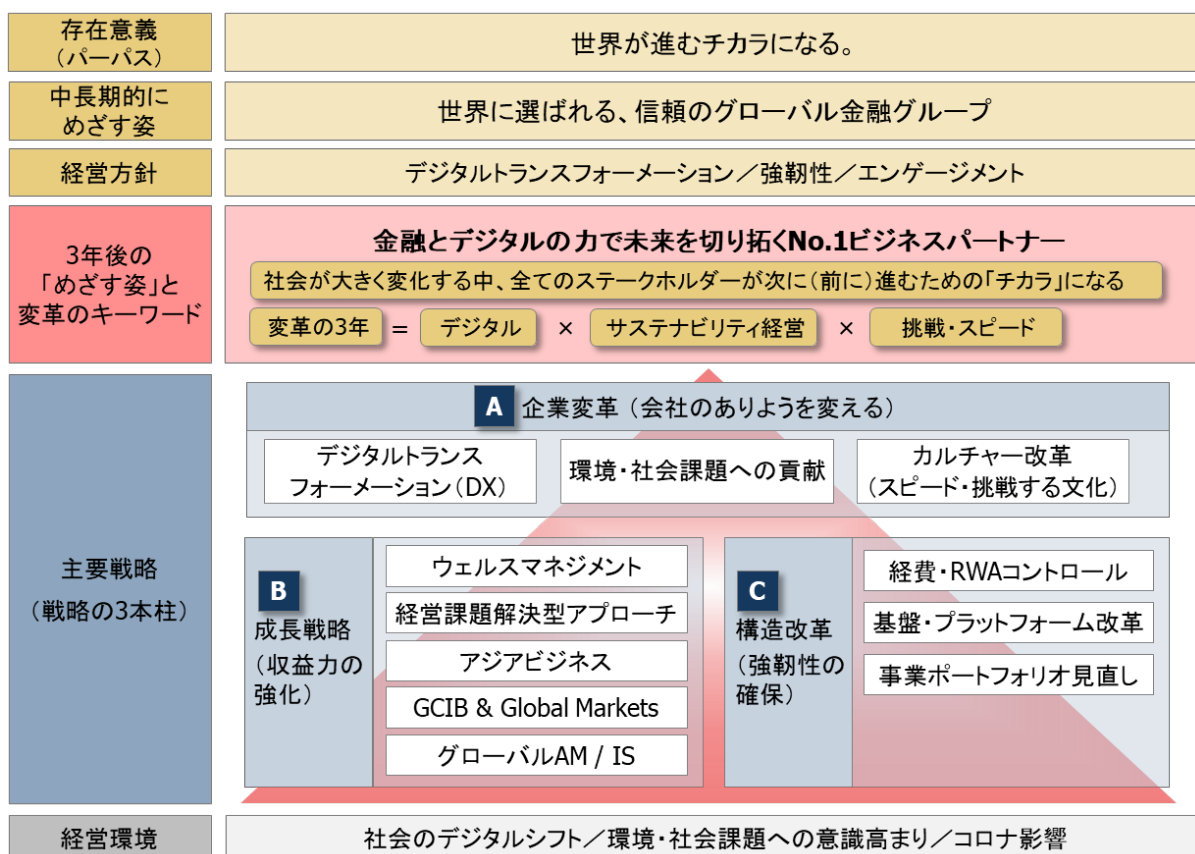 存在意義
（パーパス）
世界が進むチカラになる。
中長期的に
めざす姿
世界に選ばれる、信頼のグローバル金融グループ
経営方針
デジタルトランスフォーメーション／強靭性／エンゲージメント
3年後の
「めざす姿」と
変革のキーワード
金融とデジタルの力で未来を切り拓くNo.1ビジネスパートナー
社会が大きく変化する中、全てのステークホルダーが次に（前に）進むための「チカラ」になる
変革の3年 = デジタル × サステナビリティ経営 × 挑戦・スピード
主要戦略
（戦略の3本柱）
A 企業変革（会社のありようを変える）
デジタルトランス
フォーメーション（DX）
環境・社会課題への貢献
カルチャー改革
（スピード・挑戦する文化）
B
成長戦略
（収益力の
強化）
ウェルスマネジメント
経営課題解決型アプローチ
アジアビジネス
GCIB & Global Markets
グローバルAM / IS
C
構造改革
（強靭性の
確保）
経費・RWAコントロール
基盤・プラットフォーム改革
事業ポートフォリオ見直し
経営環境
社会のデジタルシフト／環境・社会課題への意識高まり／コロナ影響